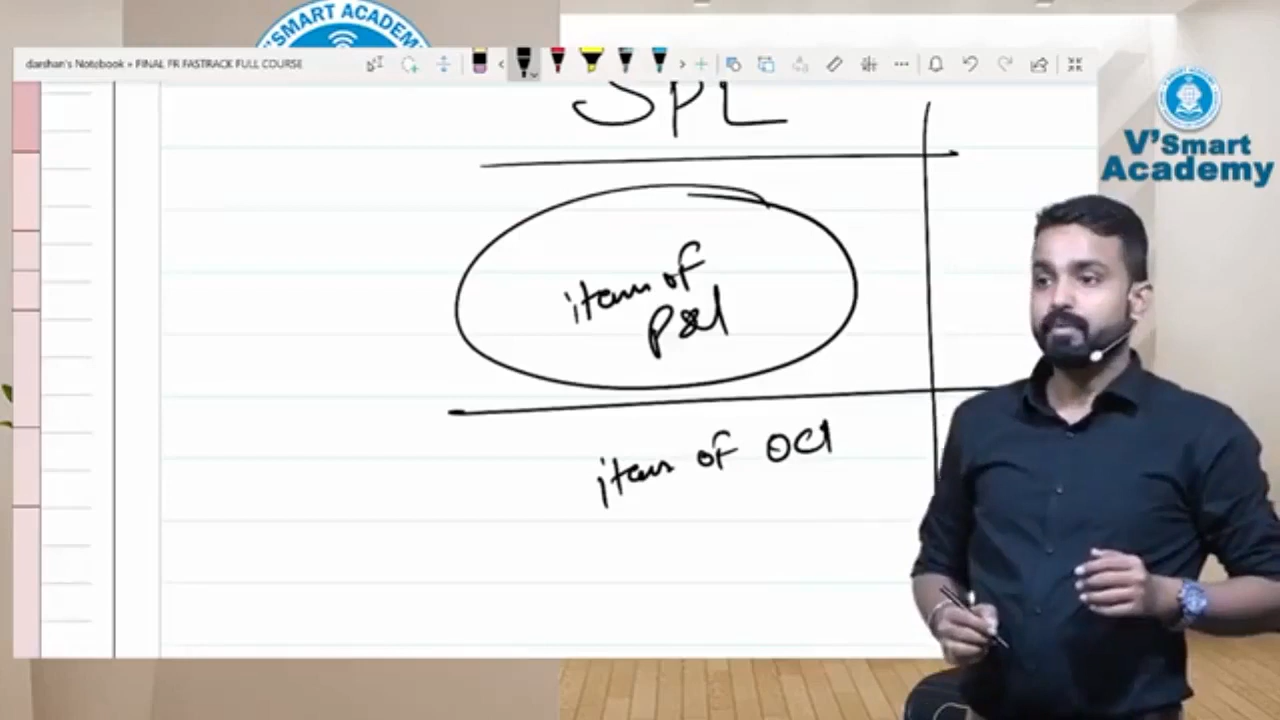 V'SMART ACADEMY
darshan's Notebook » FINAL FR FASTRACK FULL COURSE
SPL
item of
P&L
item of OCI
V'Smart
Academy